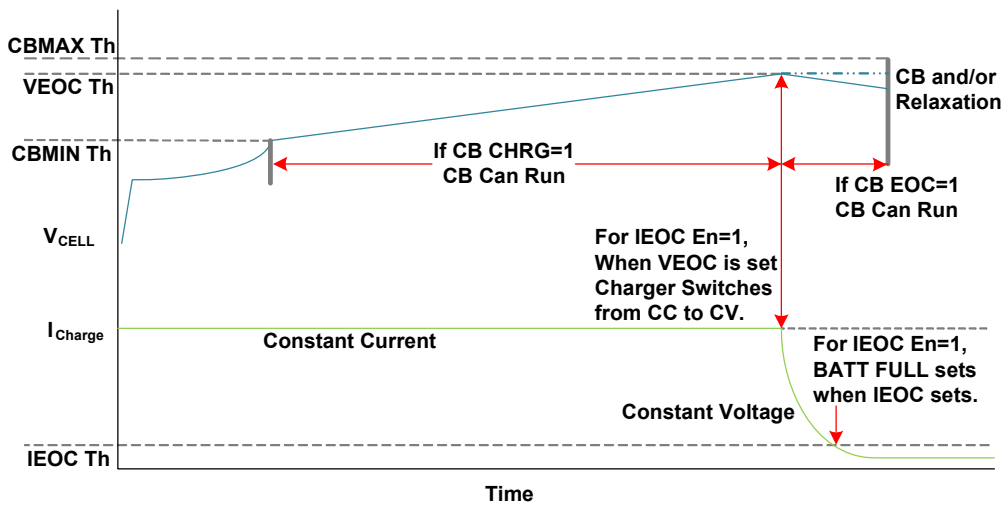 CBMAX Th
VEOC Th
CB and/or
Relaxation
CBMIN Th
If CB CHRG=1
CB Can Run
If CB EOC=1
CB Can Run
VCELL
For IEOC En=1,
When VEOC is set
Charger Switches
from CC to CV.
ICharge
Constant Current
For IEOC En=1,
BATT FULL sets
when IEOC sets.
Constant Voltage
IEOC Th
Time